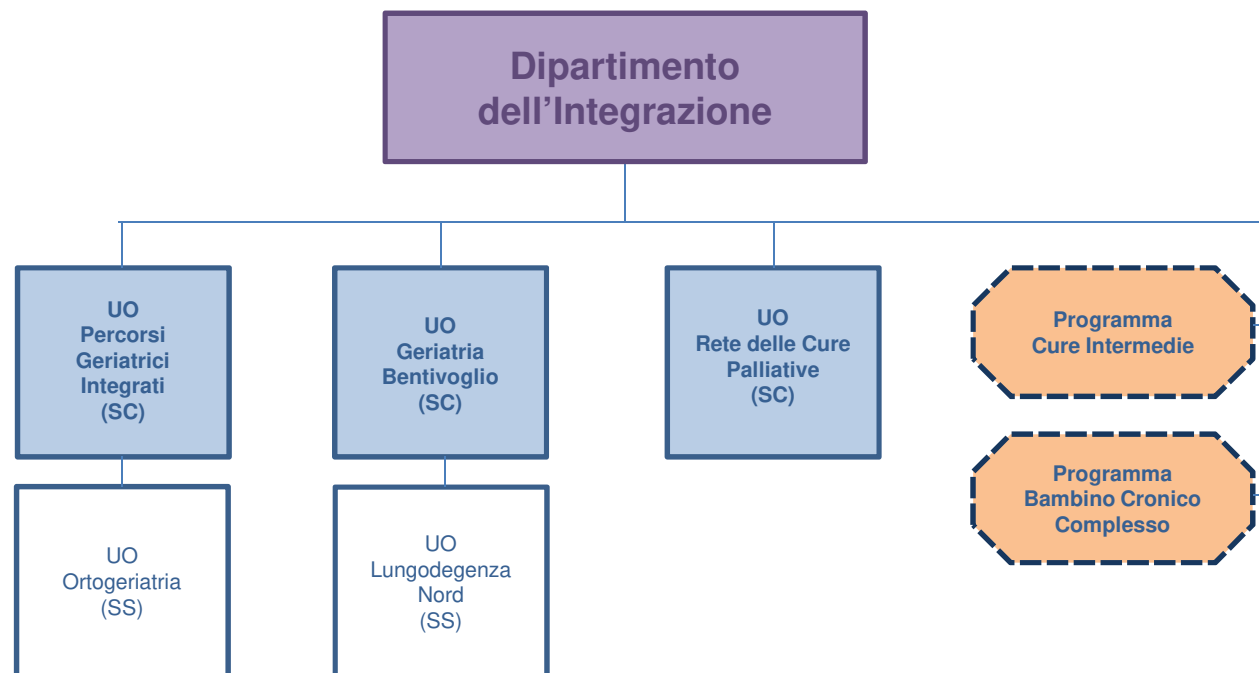 Dipartimento
dell’Integrazione
UO
Percorsi
Geriatrici
Integrati
(SC)
UO
Geriatria
Bentivoglio
(SC)
UO
Rete delle Cure
Palliative
(SC)
Programma
Cure Intermedie
Programma
Bambino Cronico
Complesso
UO
Ortogeriatria
(SS)
UO
Lungodegenza
Nord
(SS)